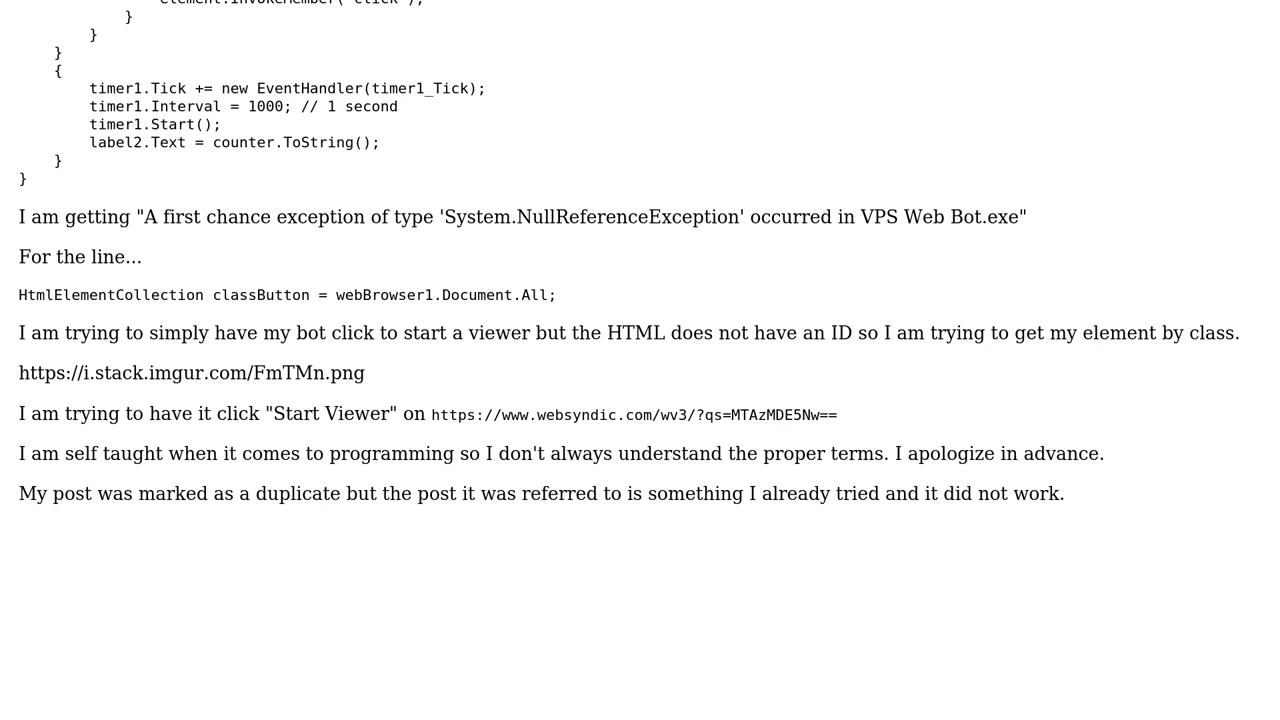 element.InvokeMember("click");
            }
        }
    }
    {
        timer1.Tick += new EventHandler(timer1_Tick);
        timer1.Interval = 1000; // 1 second
        timer1.Start();
        label2.Text = counter.ToString();
    }
}
I am getting "A first chance exception of type 'System.NullReferenceException' occurred in VPS Web Bot.exe"
For the line...
HtmlElementCollection classButton = webBrowser1.Document.All;
I am trying to simply have my bot click to start a viewer but the HTML does not have an ID so I am trying to get my element by class.
https://i.stack.imgur.com/FmTMn.png
I am trying to have it click "Start Viewer" on https://www.websyndic.com/wv3/?qs=MTAzMDE5Nw==
I am self taught when it comes to programming so I don't always understand the proper terms. I apologize in advance.
My post was marked as a duplicate but the post it was referred to is something I already tried and it did not work.